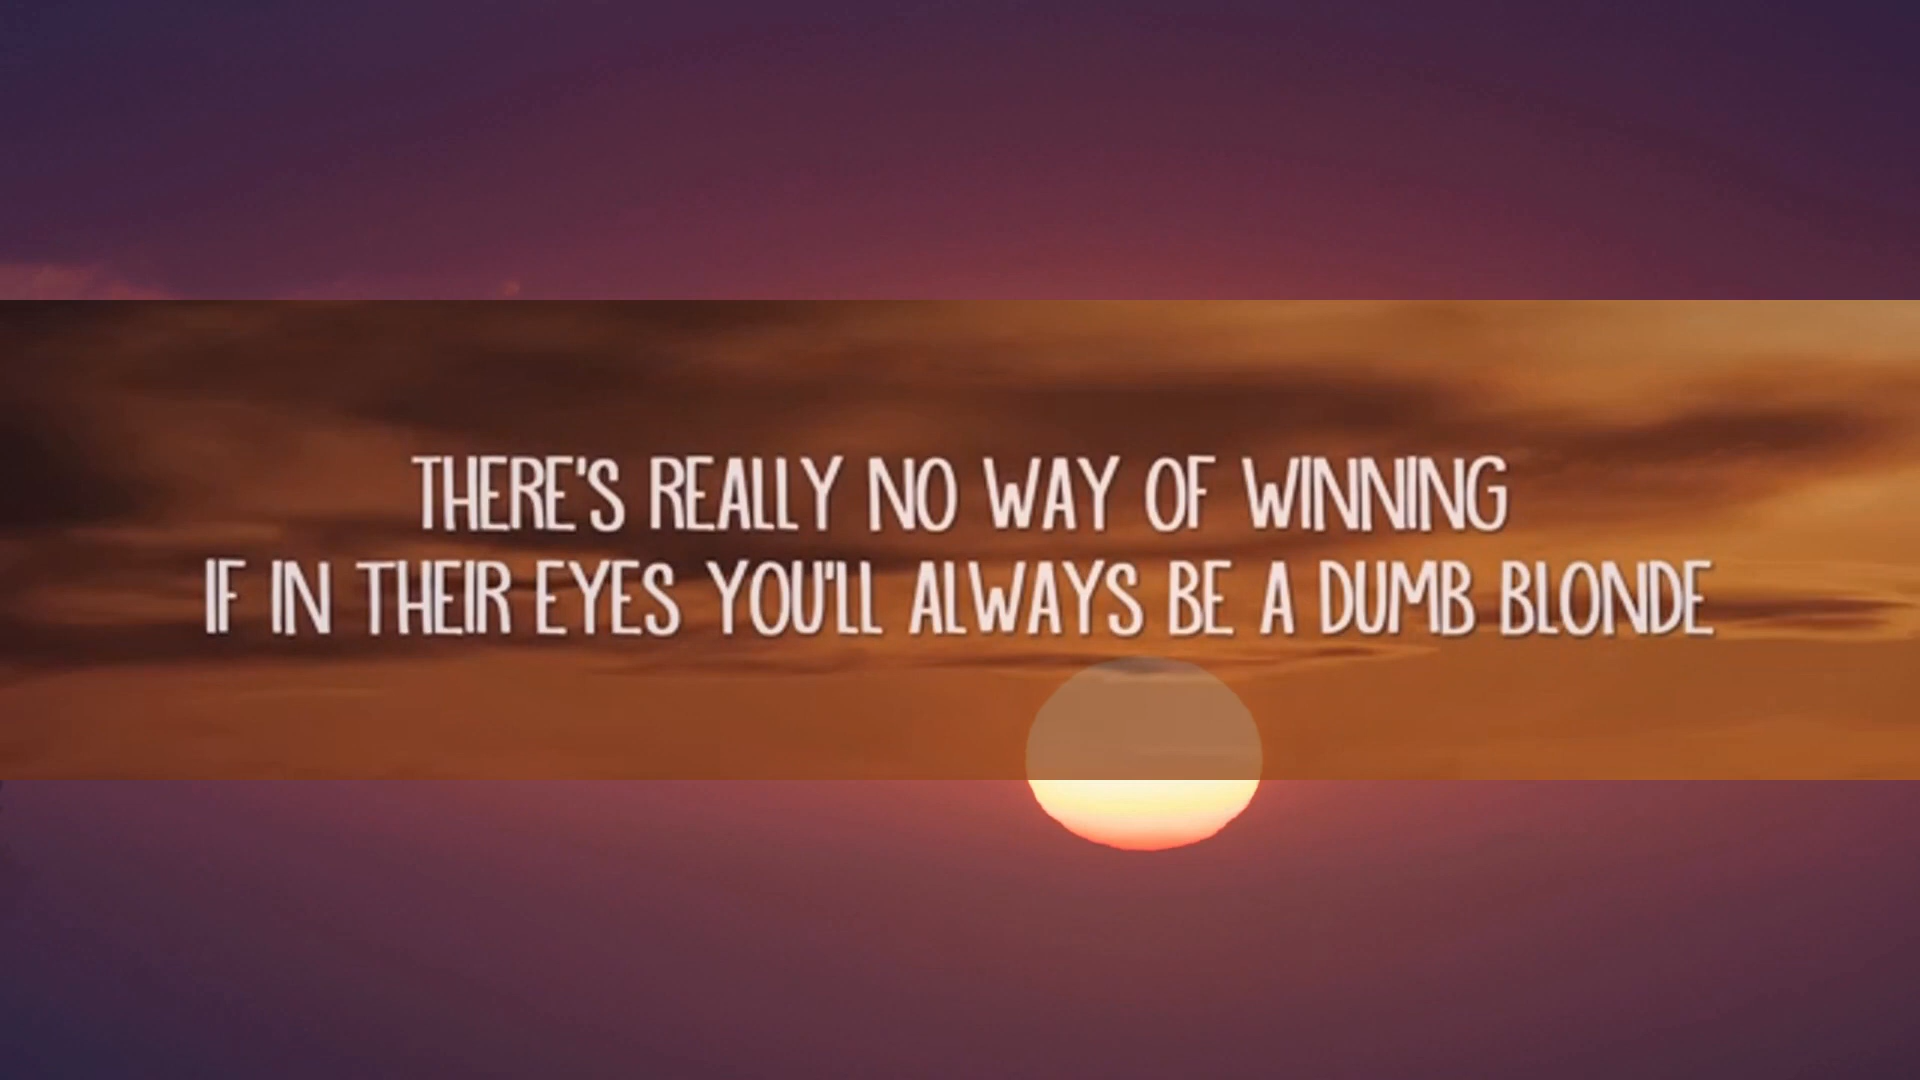 THERE'S REALLY NO WAY OF WINNING
IF IN THEIR EYES YOU'LL ALWAYS BE A DUMB BLONDE